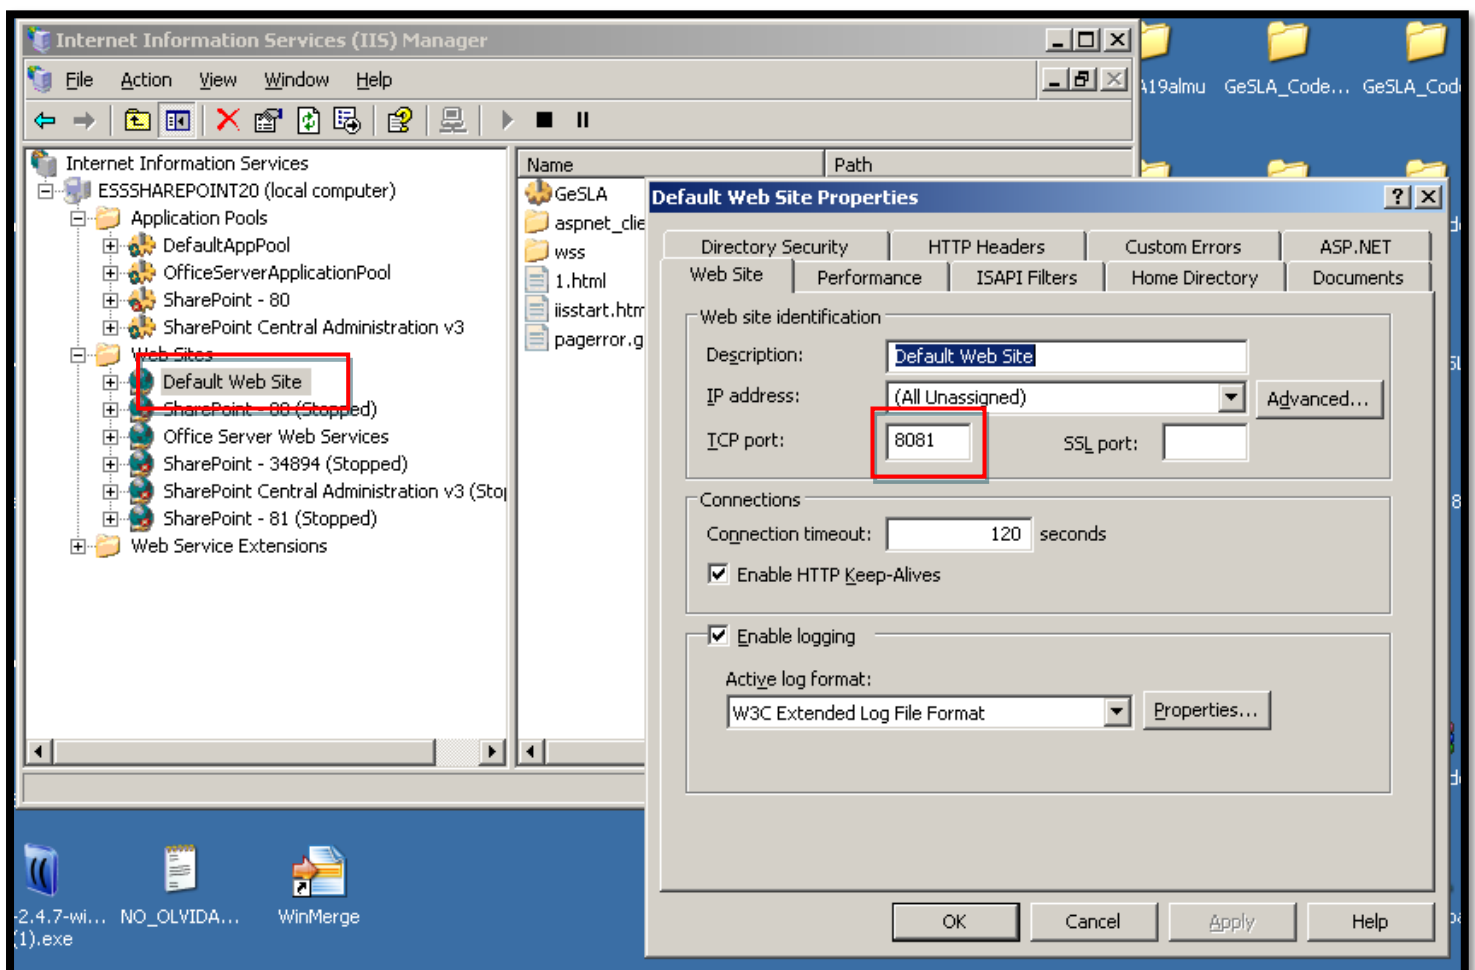 Internet Information Services (IIS) Manager
File Action View Window Help
Internet Information Services
ESSSHAREPOINT20 (local computer)
Application Pools
DefaultAppPool
OfficeServerApplicationPool
SharePoint - 80
SharePoint Central Administration v3
Web Sites
Default Web Site
SharePoint - 80 (Stopped)
Office Server Web Services
SharePoint - 34894 (Stopped)
SharePoint Central Administration v3 (Sto
SharePoint - 81 (Stopped)
Web Service Extensions
Name Path
GeSLA
aspnet_clie
wss
1.html
iisstart.htm
pagerror.g
Default Web Site Properties
Directory Security HTTP Headers Custom Errors ASP.NET
Web Site Performance ISAPI Filters Home Directory Documents
Web site identification
Description: Default Web Site
IP address: (All Unassigned) Advanced...
TCP port: 8081 SSL port:
Connections
Connection timeout: 120 seconds
Enable HTTP Keep-Alives
Enable logging
Active log format:
W3C Extended Log File Format Properties...
OK Cancel Apply Help
A19almu GeSLA_Code... GeSLA_Cod
-2.4.7-wi... NO_OLVIDA... WinMerge
(1).exe